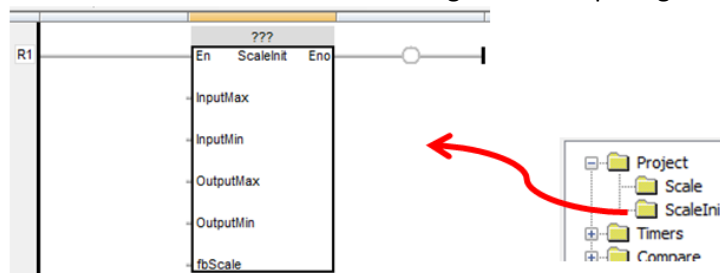 ???
R1
En ScaleInit Eno
InputMax
InputMin
OutputMax
OutputMin
fbScale
Project
Scale
ScaleIni
Timers
Compare